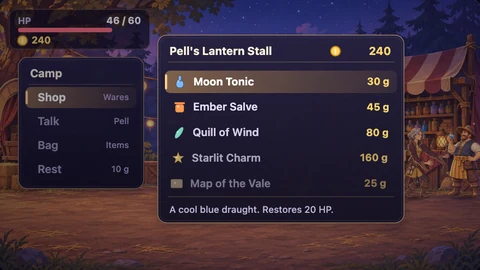 HP 46 / 60
240
Camp
Shop Wares
Talk Pell
Bag Items
Rest 10 g
Pell's Lantern Stall 240
Moon Tonic 30 g
Ember Salve 45 g
Quill of Wind 80 g
Starlit Charm 160 g
Map of the Vale 25 g
A cool blue draught. Restores 20 HP.